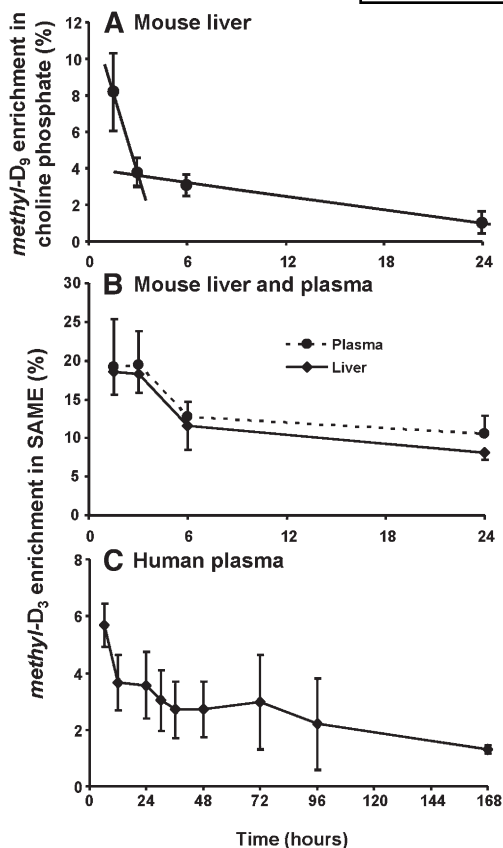 A Mouse liver
methyl-D9 enrichment in
choline phosphate (%)
12
10
8
6
4
2
0
0 6 12 18 24
B Mouse liver and plasma
30
25
20
15
10
5
0
Plasma
Liver
0 6 12 18 24
methyl-D3 enrichment in SAME (%)
C Human plasma
8
6
4
2
0
0 24 48 72 96 120 144 168
Time (hours)